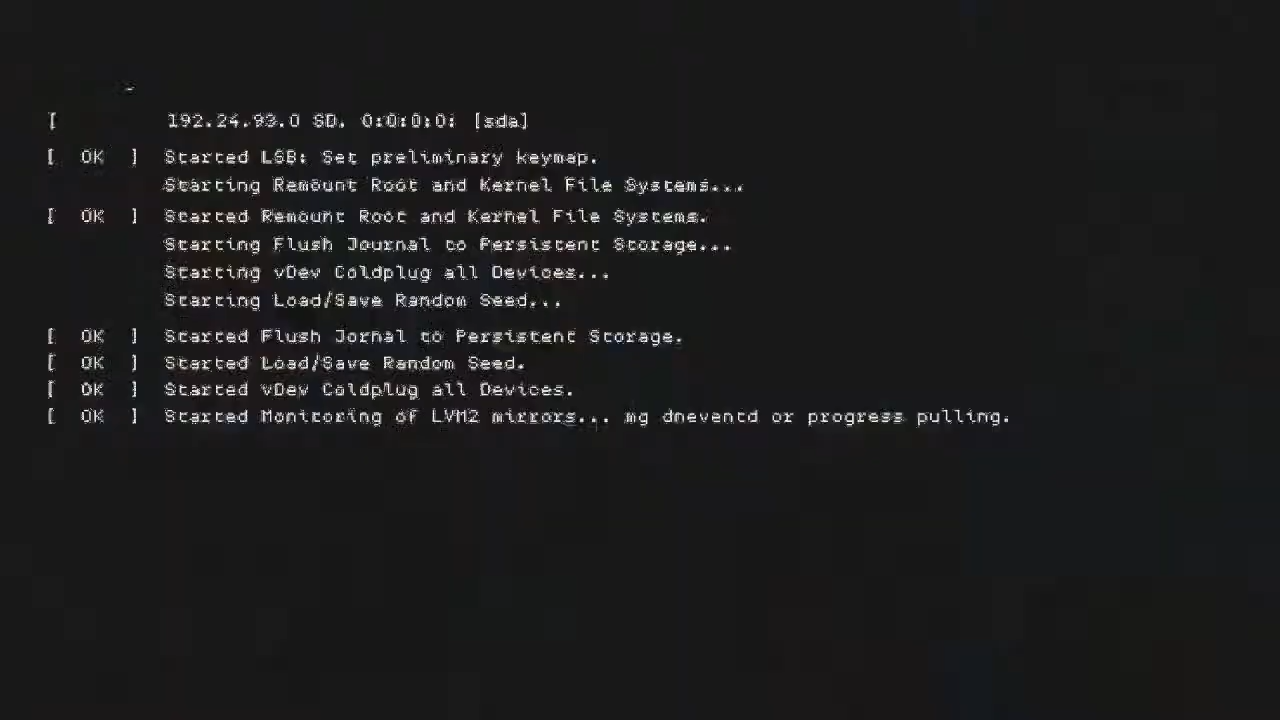 [ 192.24.93.0 SD. 0:0:0:0: [sda]
[ OK ] Started LSB: Set preliminary keymap.
Starting Remount Root and Kernel File Systems...
[ OK ] Started Remount Root and Kernel File Systems.
Starting Flush Journal to Persistent Storage...
Starting vDev Coldplug all Devices...
Starting Load/Save Random Seed...
[ OK ] Started Flush Jornal to Persistent Storage.
[ OK ] Started Load/Save Random Seed.
[ OK ] Started vDev Coldplug all Devices.
[ OK ] Started Monitoring of LVM2 mirrors... mg dneventd or progress pulling.